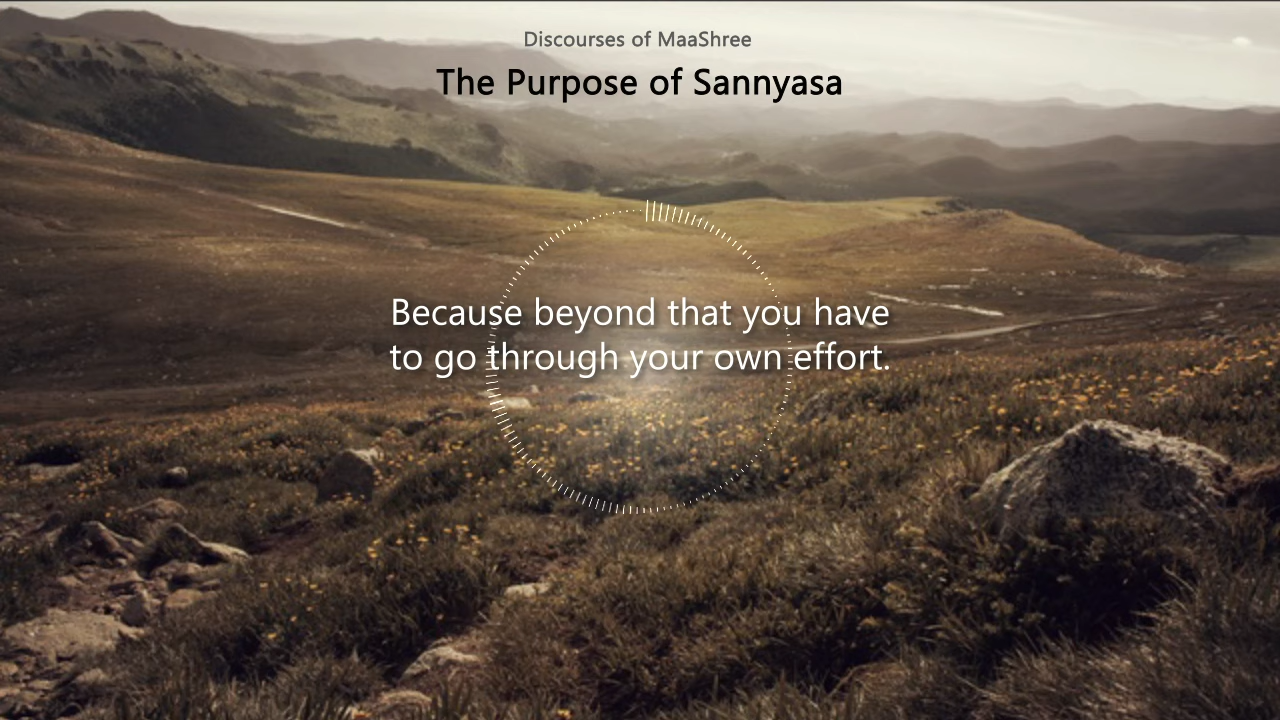 Discourses of MaaShree
The Purpose of Sannyasa
Because beyond that you have
to go through your own effort.